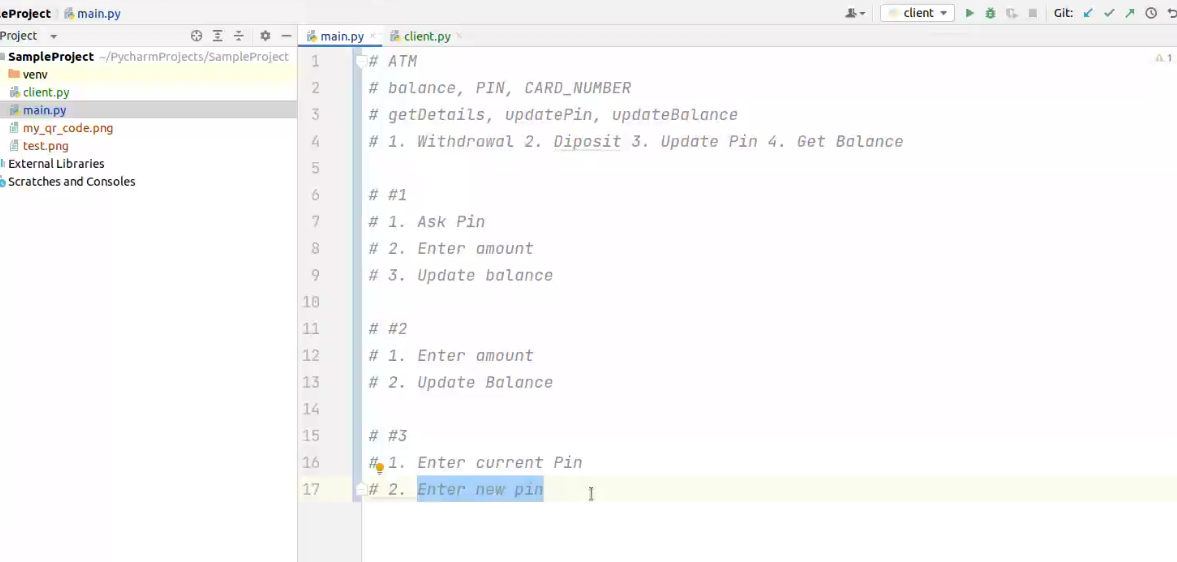 leProject main.py
client
Git:
Project
main.py
client.py
SampleProject ~/PycharmProjects/SampleProject
venv
client.py
main.py
my_qr_code.png
test.png
External Libraries
Scratches and Consoles
1 # ATM
1
2 # balance, PIN, CARD_NUMBER
3 # getDetails, updatePin, updateBalance
4 # 1. Withdrawal 2. Diposit 3. Update Pin 4. Get Balance
5
6 # #1
7 # 1. Ask Pin
8 # 2. Enter amount
9 # 3. Update balance
10
11 # #2
12 # 1. Enter amount
13 # 2. Update Balance
14
15 # #3
16 # 1. Enter current Pin
17 # 2. Enter new pin